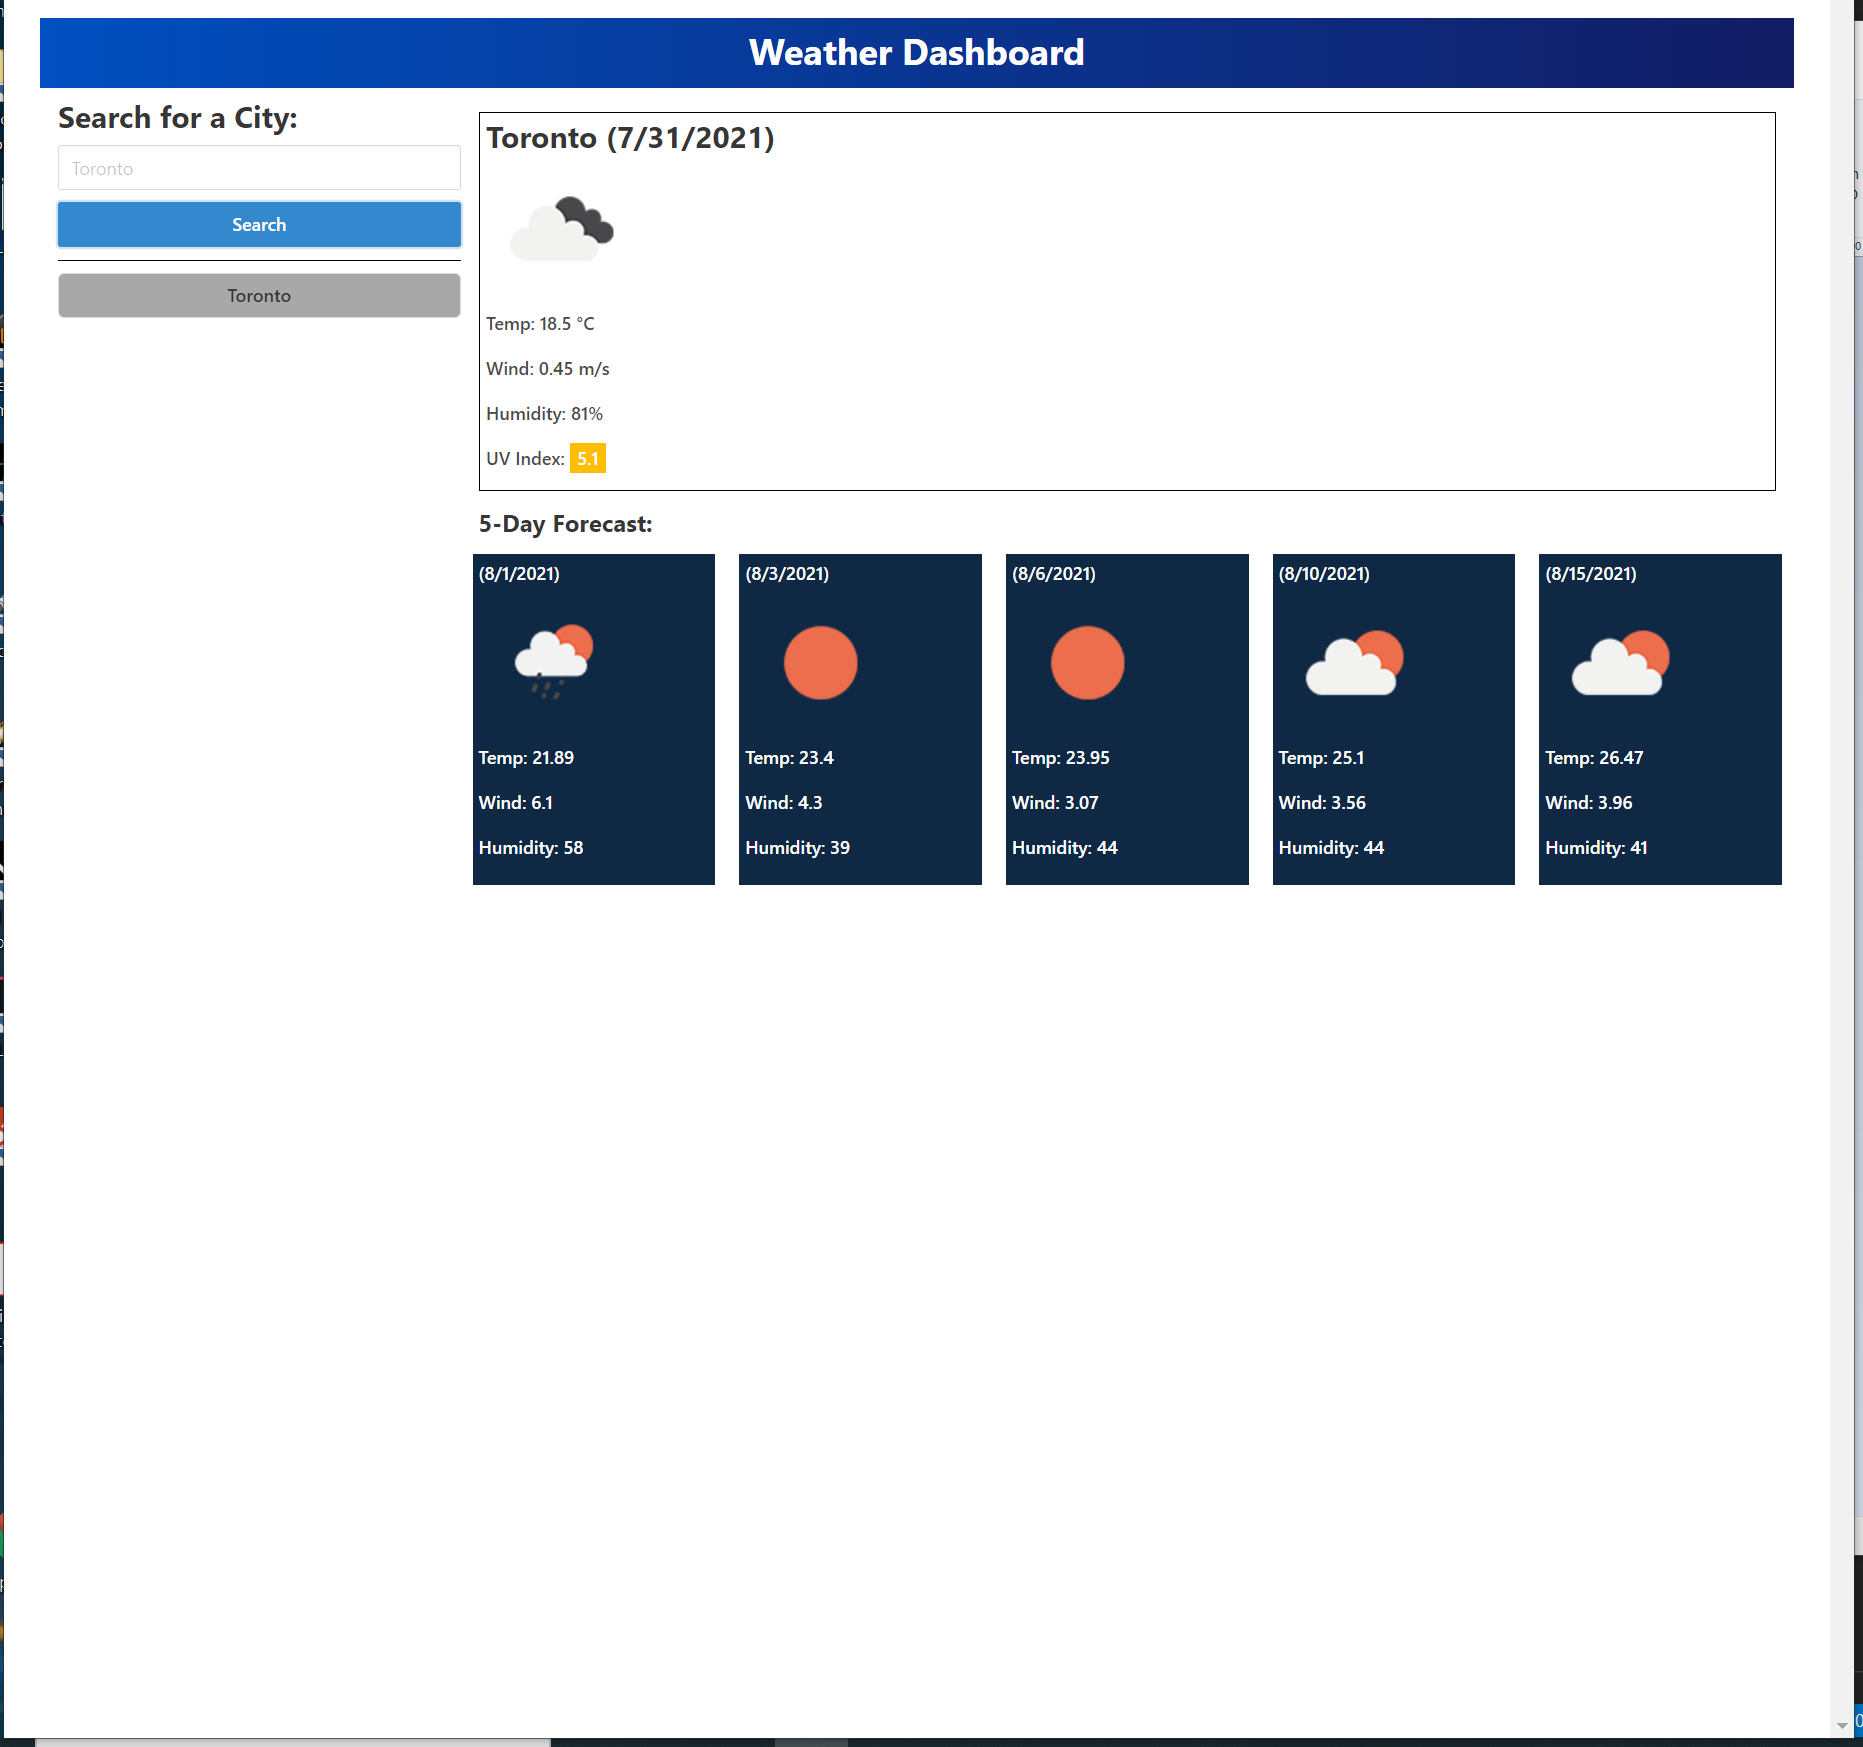 Weather Dashboard
Search for a City:
Toronto
Search
Toronto
Toronto (7/31/2021)
Temp: 18.5 °C
Wind: 0.45 m/s
Humidity: 81%
UV Index: 5.1
5-Day Forecast:
(8/1/2021)
Temp: 21.89
Wind: 6.1
Humidity: 58
(8/3/2021)
Temp: 23.4
Wind: 4.3
Humidity: 39
(8/6/2021)
Temp: 23.95
Wind: 3.07
Humidity: 44
(8/10/2021)
Temp: 25.1
Wind: 3.56
Humidity: 44
(8/15/2021)
Temp: 26.47
Wind: 3.96
Humidity: 41